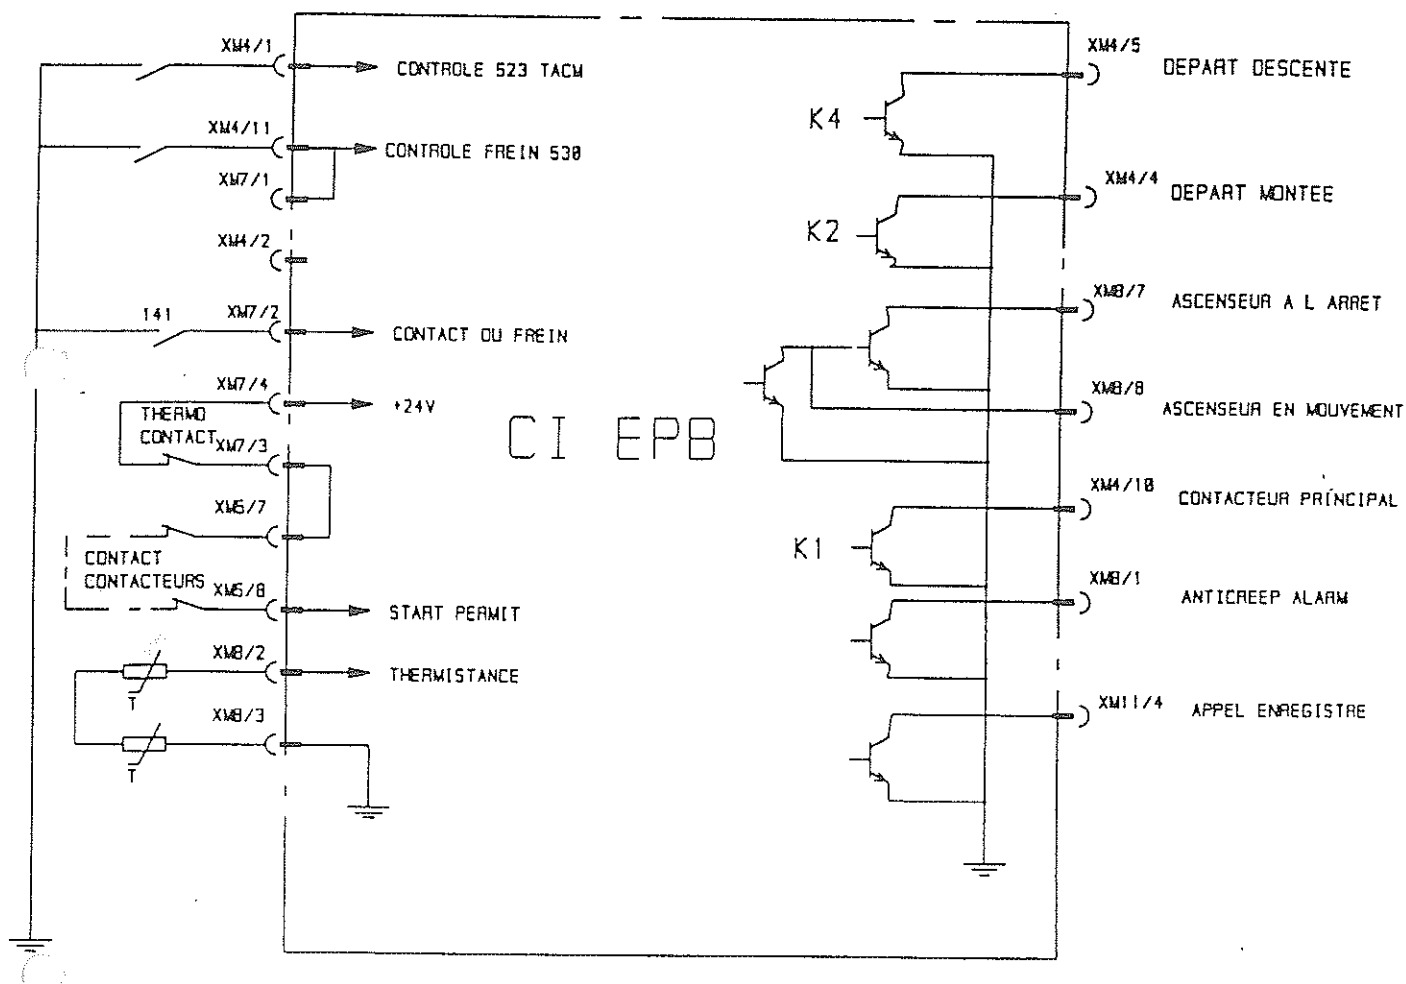 XM4/1
CONTROLE 523 TACM
XM4/11
CONTROLE FREIN 530
XM7/1
XM4/2
141
XM7/2
CONTACT DU FREIN
XM7/4
+24V
THERMO
CONTACT
XM7/3
XM5/7
CONTACT
CONTACTEURS
XM5/8
START PERMIT
XM8/2
THERMISTANCE
T
XM8/3
T
CI EPB
K4
XM4/5
DEPART DESCENTE
K2
XM4/4
DEPART MONTEE
XM8/7
ASCENSEUR A L ARRET
XM8/8
ASCENSEUR EN MOUVEMENT
K1
XM4/10
CONTACTEUR PRINCIPAL
XM8/1
ANTICREEP ALARM
XM11/4
APPEL ENREGISTRE